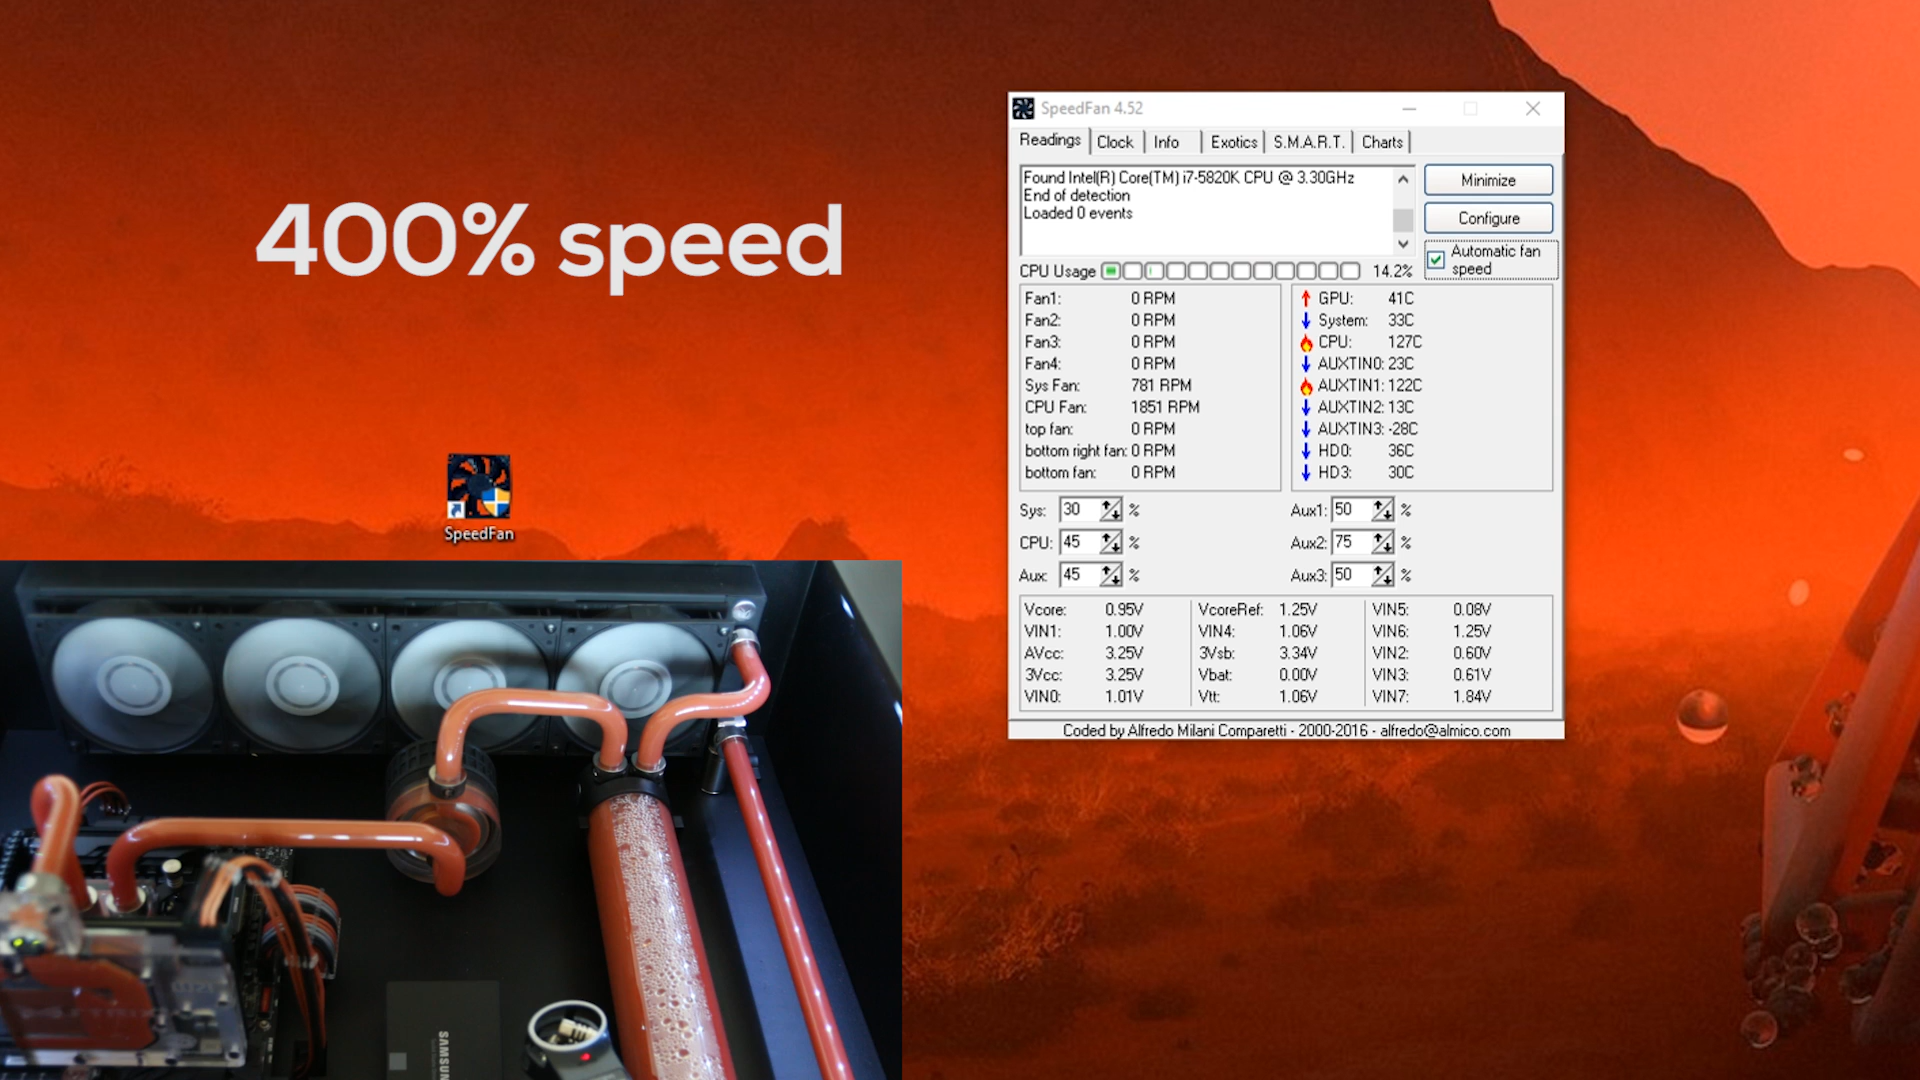 400% speed
SpeedFan
SpeedFan 4.52
Readings Clock Info Exotics S.M.A.R.T. Charts
Found Intel(R) Core(TM) i7-5820K CPU @ 3.30GHz
End of detection
Loaded 0 events
Minimize
Configure
Automatic fan
speed
CPU Usage 14.2%
Fan1: 0 RPM
Fan2: 0 RPM
Fan3: 0 RPM
Fan4: 0 RPM
Sys Fan: 781 RPM
CPU Fan: 1851 RPM
top fan: 0 RPM
bottom right fan: 0 RPM
bottom fan: 0 RPM
GPU: 41C
System: 33C
CPU: 127C
AUXTIN0: 23C
AUXTIN1: 122C
AUXTIN2: 13C
AUXTIN3: -28C
HD0: 36C
HD3: 30C
Sys: 30 %
CPU: 45 %
Aux: 45 %
Aux1: 50 %
Aux2: 75 %
Aux3: 50 %
Vcore: 0.95V
VIN1: 1.00V
AVcc: 3.25V
3Vcc: 3.25V
VIN0: 1.01V
VcoreRef: 1.25V
VIN4: 1.06V
3Vsb: 3.34V
Vbat: 0.00V
Vtt: 1.06V
VIN5: 0.08V
VIN6: 1.25V
VIN2: 0.60V
VIN3: 0.61V
VIN7: 1.84V
Coded by Alfredo Milani Comparetti - 2000-2016 - alfredo@almico.com